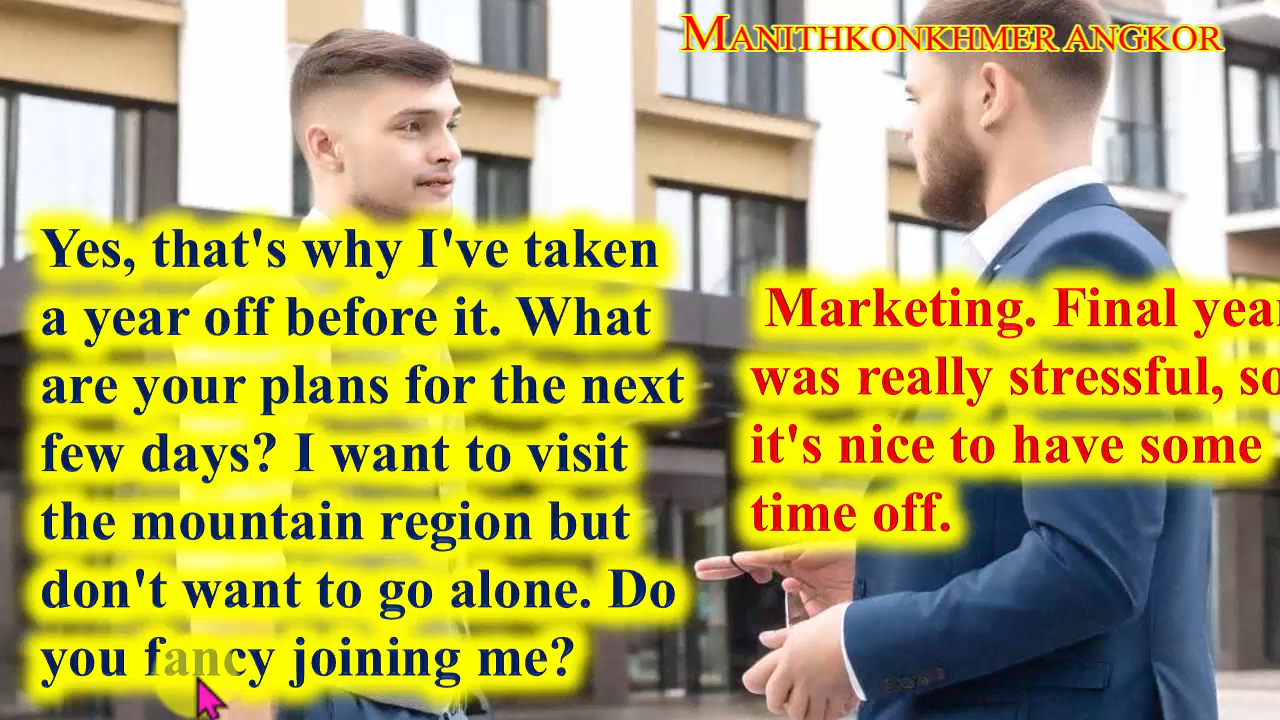 MANITHKONKHMER ANGKOR
Yes, that's why I've taken
a year off before it. What
are your plans for the next
few days? I want to visit
the mountain region but
don't want to go alone. Do
you fancy joining me?
Marketing. Final yea
was really stressful, so
it's nice to have some
time off.